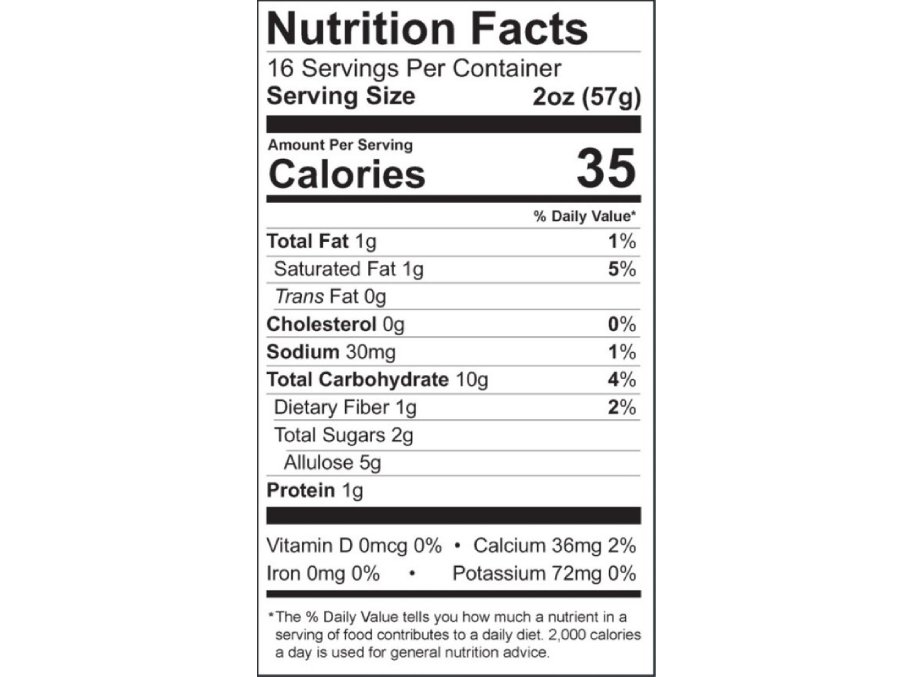 Nutrition Facts
16 Servings Per Container
Serving Size 2oz (57g)
Amount Per Serving
Calories 35
% Daily Value*
Total Fat 1g 1%
Saturated Fat 1g 5%
Trans Fat 0g
Cholesterol 0g 0%
Sodium 30mg 1%
Total Carbohydrate 10g 4%
Dietary Fiber 1g 2%
Total Sugars 2g
Allulose 5g
Protein 1g
Vitamin D 0mcg 0% • Calcium 36mg 2%
Iron 0mg 0% • Potassium 72mg 0%
*The % Daily Value tells you how much a nutrient in a
serving of food contributes to a daily diet. 2,000 calories
a day is used for general nutrition advice.